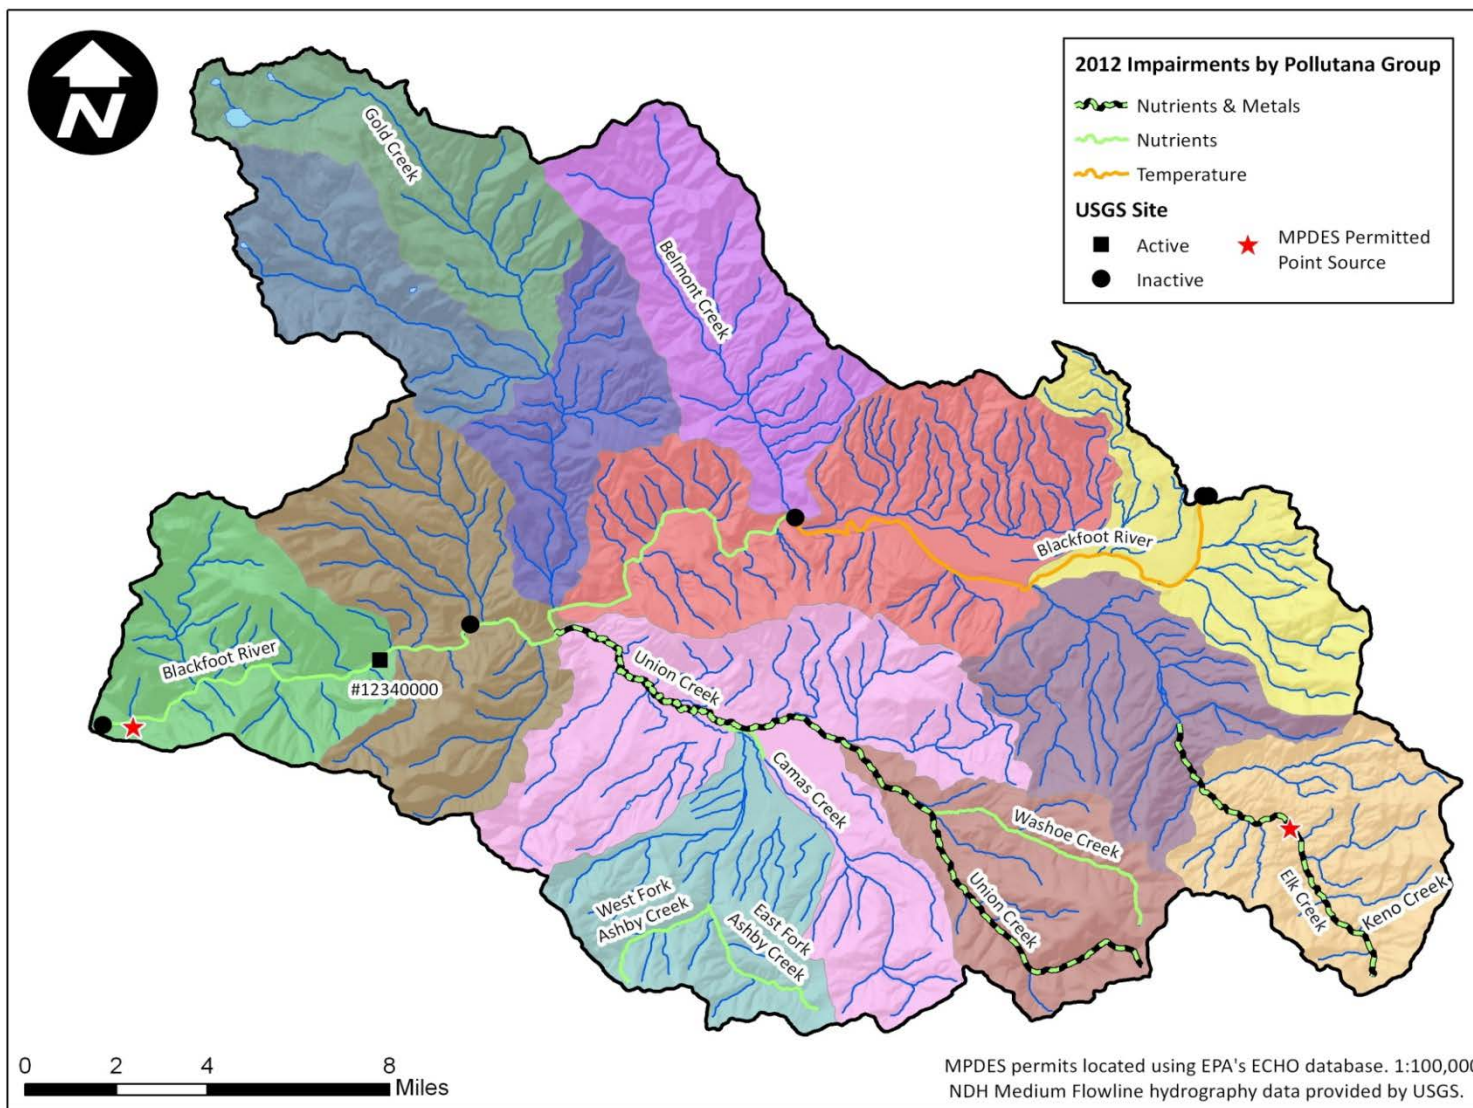 N
2012 Impairments by Pollutana Group
Nutrients & Metals
Nutrients
Temperature
USGS Site
Active
Inactive
MPDES Permitted
Point Source
Gold Creek
Belmont Creek
Blackfoot River
Blackfoot River
#12340000
Union Creek
Camas Creek
Washoe Creek
Union Creek
Elk Creek
Keno Creek
West Fork
Ashby Creek
East Fork
Ashby Creek
0 2 4 8
Miles
MPDES permits located using EPA's ECHO database. 1:100,000
NDH Medium Flowline hydrography data provided by USGS.